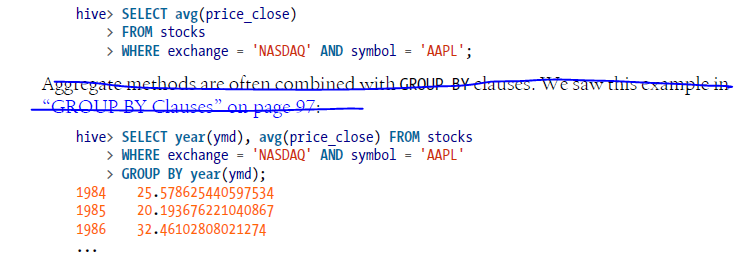 hive> SELECT avg(price_close)
> FROM stocks
> WHERE exchange = 'NASDAQ' AND symbol = 'AAPL';
Aggregate methods are often combined with GROUP BY clauses. We saw this example in
“GROUP BY Clauses” on page 97:
hive> SELECT year(ymd), avg(price_close) FROM stocks
> WHERE exchange = 'NASDAQ' AND symbol = 'AAPL'
> GROUP BY year(ymd);
1984 25.578625440597534
1985 20.193676221040867
1986 32.46102808021274
...